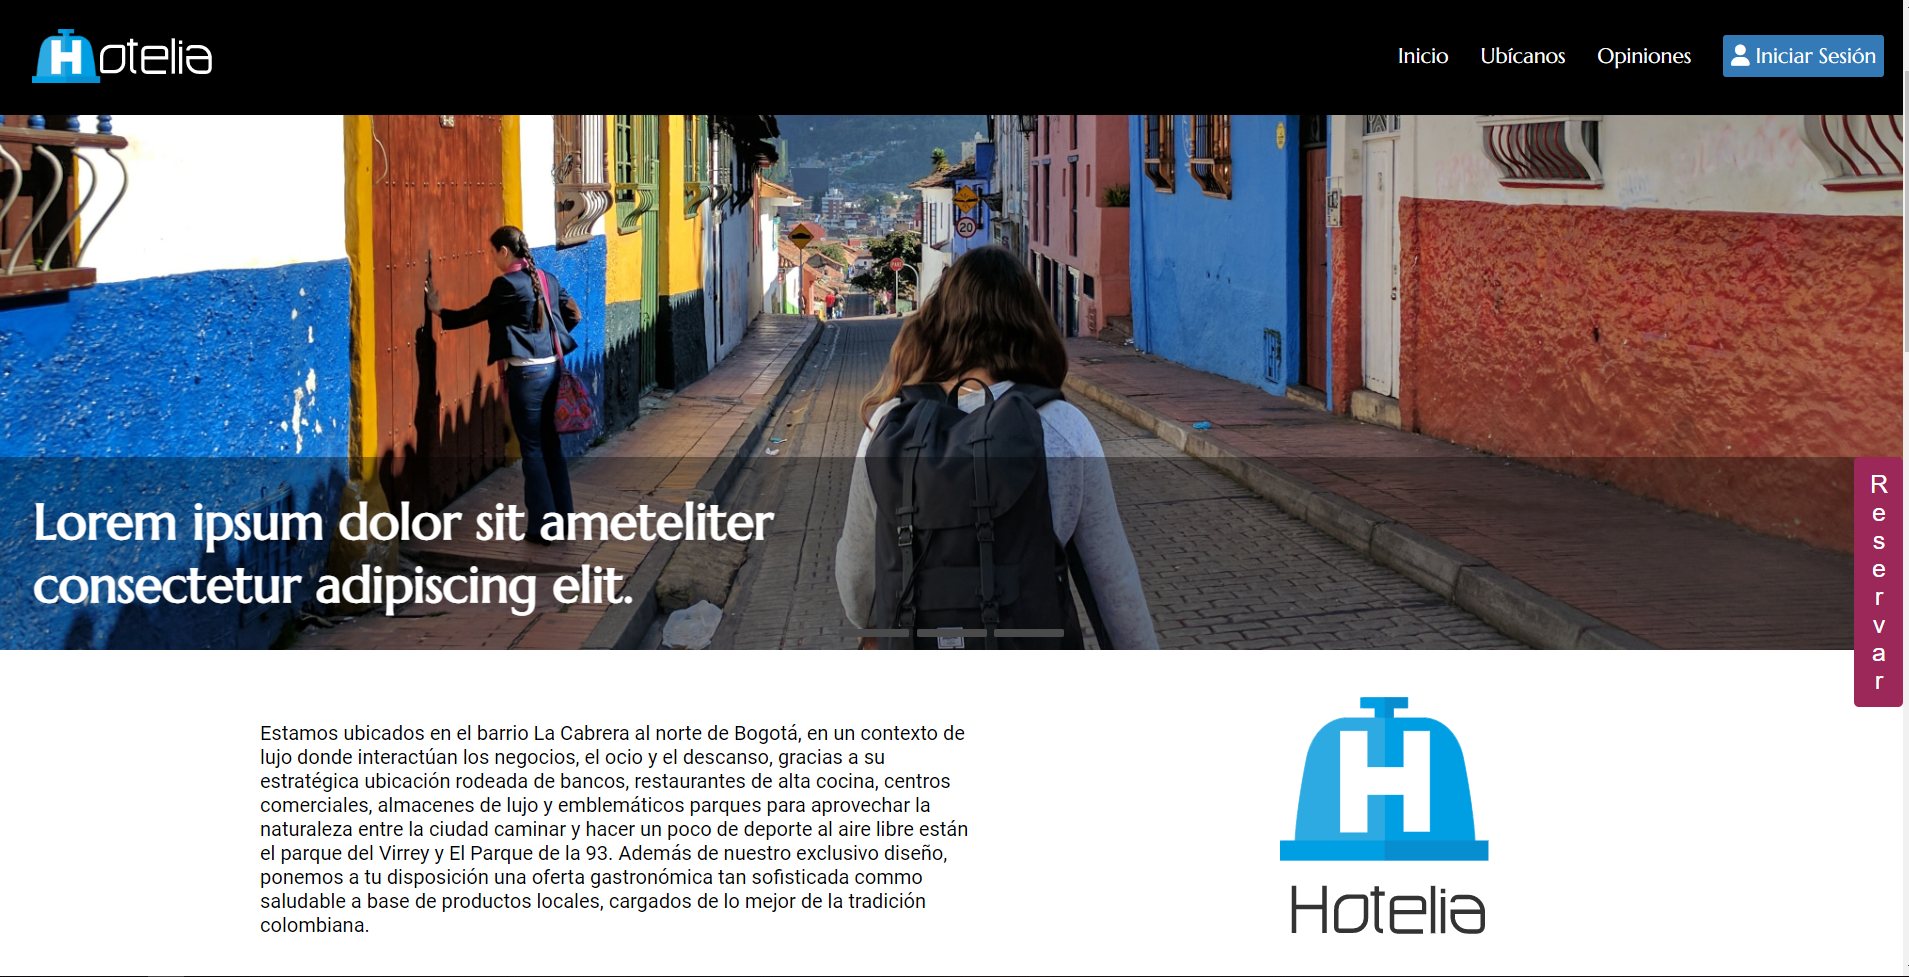 Hotelia
Inicio Ubícanos Opiniones Iniciar Sesión
20
Lorem ipsum dolor sit ameteliter
consectetur adipiscing elit.
Reservar
Estamos ubicados en el barrio La Cabrera al norte de Bogotá, en un contexto de
lujo donde interactúan los negocios, el ocio y el descanso, gracias a su
estratégica ubicación rodeada de bancos, restaurantes de alta cocina, centros
comerciales, almacenes de lujo y emblemáticos parques para aprovechar la
naturaleza entre la ciudad caminar y hacer un poco de deporte al aire libre están
el parque del Virrey y El Parque de la 93. Además de nuestro exclusivo diseño,
ponemos a tu disposición una oferta gastronómica tan sofisticada commo
saludable a base de productos locales, cargados de lo mejor de la tradición
colombiana.
H
Hotelia